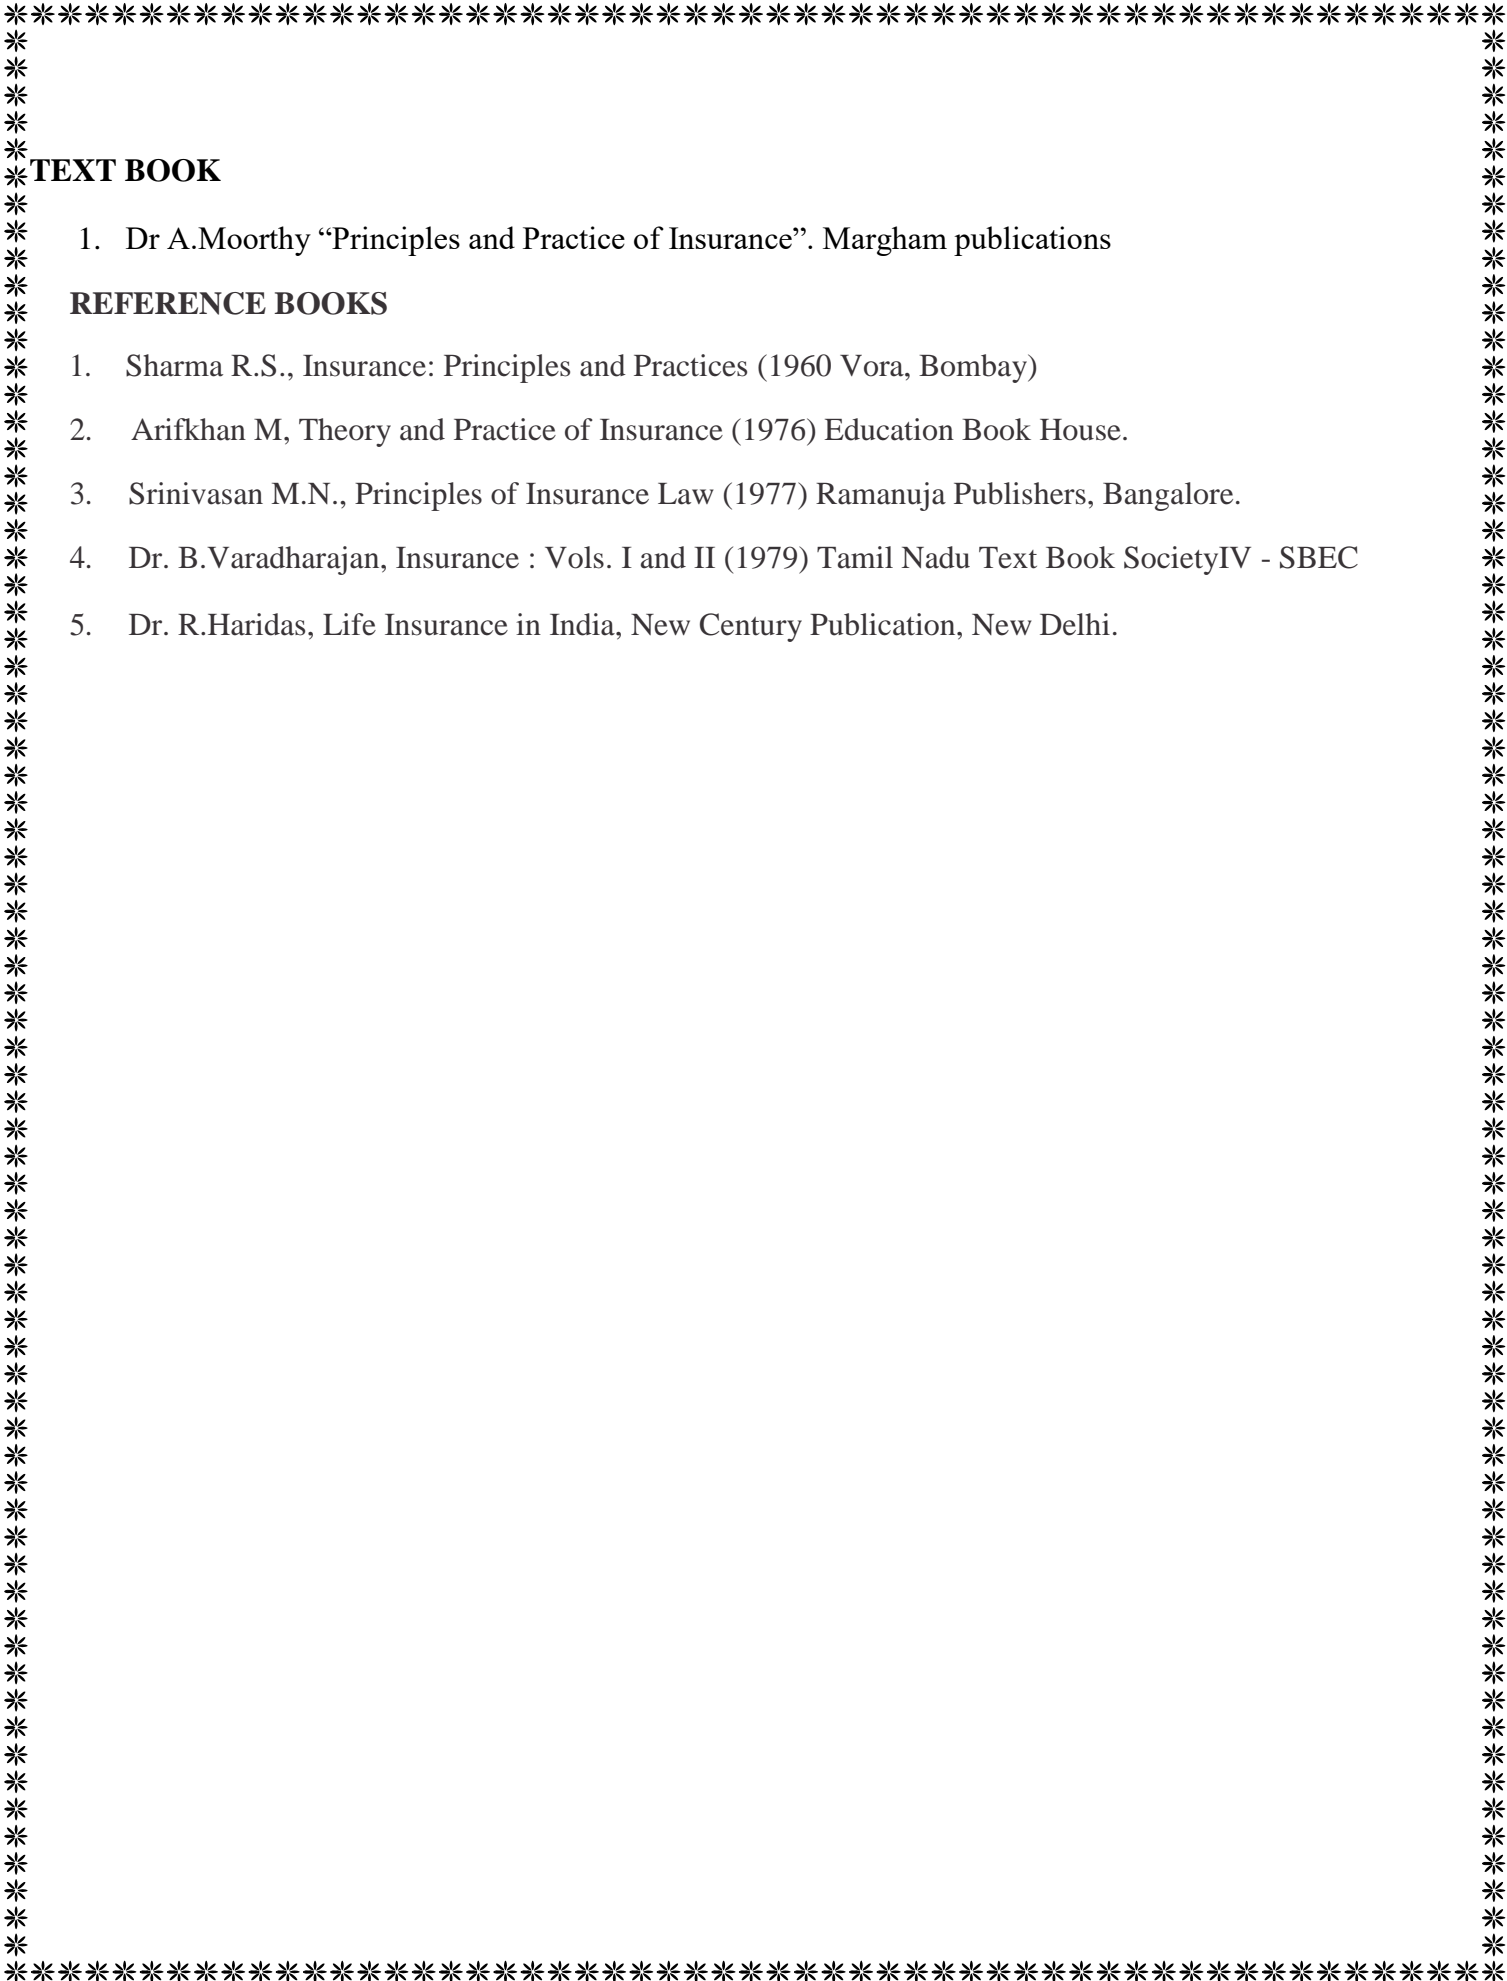 TEXT BOOK
1. Dr A.Moorthy “Principles and Practice of Insurance”. Margham publications
REFERENCE BOOKS
1. Sharma R.S., Insurance: Principles and Practices (1960 Vora, Bombay)
2. Arifkhan M, Theory and Practice of Insurance (1976) Education Book House.
3. Srinivasan M.N., Principles of Insurance Law (1977) Ramanuja Publishers, Bangalore.
4. Dr. B.Varadharajan, Insurance : Vols. I and II (1979) Tamil Nadu Text Book SocietyIV - SBEC
5. Dr. R.Haridas, Life Insurance in India, New Century Publication, New Delhi.